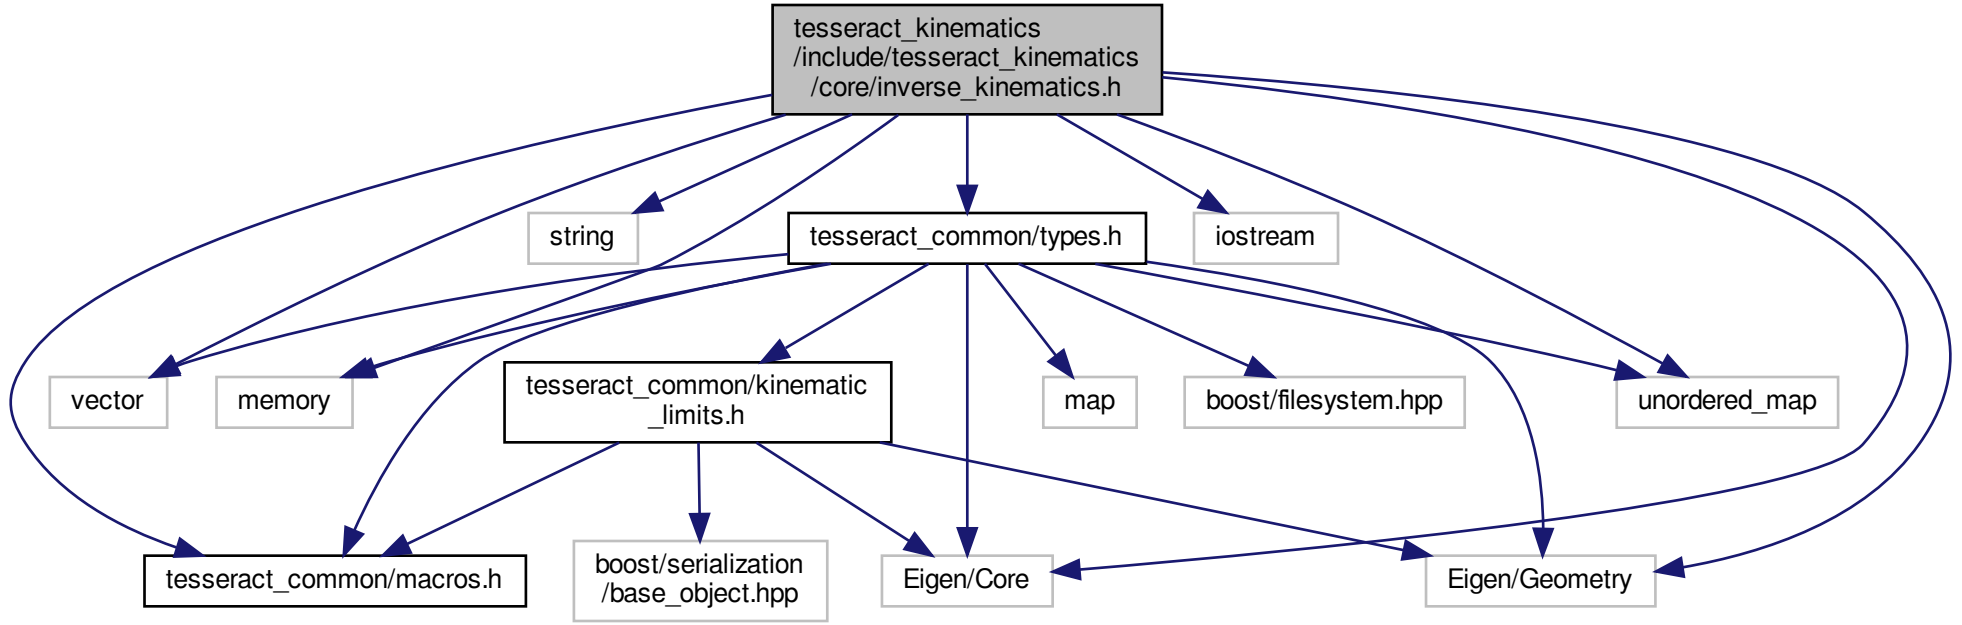 tesseract_kinematics
/include/tesseract_kinematics
/core/inverse_kinematics.h
string
tesseract_common/types.h
iostream
vector
memory
tesseract_common/kinematic
_limits.h
map
boost/filesystem.hpp
unordered_map
tesseract_common/macros.h
boost/serialization
/base_object.hpp
Eigen/Core
Eigen/Geometry